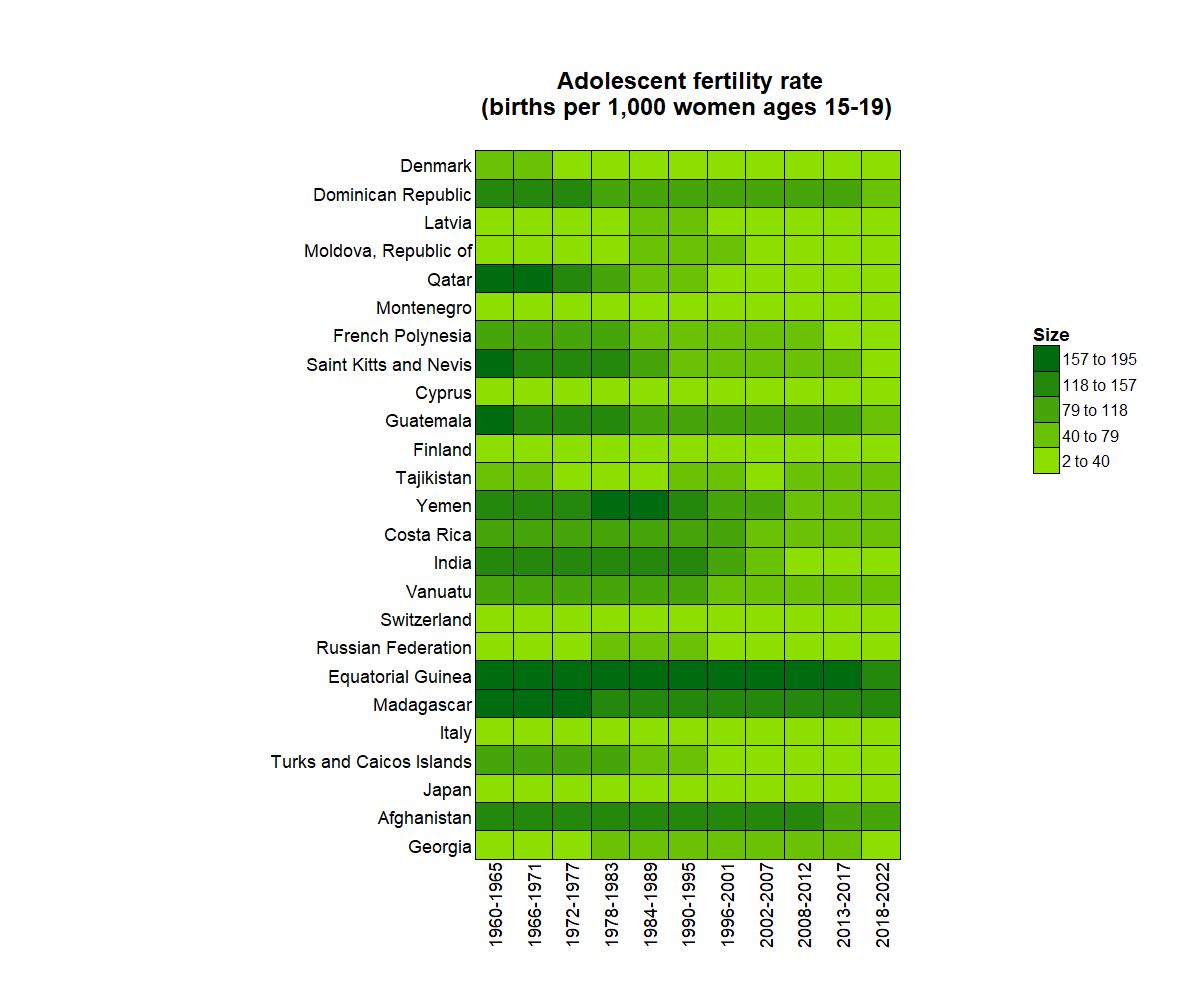 Adolescent fertility rate
(births per 1,000 women ages 15-19)
Denmark
Dominican Republic
Latvia
Moldova, Republic of
Qatar
Montenegro
French Polynesia
Saint Kitts and Nevis
Cyprus
Guatemala
Finland
Tajikistan
Yemen
Costa Rica
India
Vanuatu
Switzerland
Russian Federation
Equatorial Guinea
Madagascar
Italy
Turks and Caicos Islands
Japan
Afghanistan
Georgia
1960-1965
1966-1971
1972-1977
1978-1983
1984-1989
1990-1995
1996-2001
2002-2007
2008-2012
2013-2017
2018-2022
Size
157 to 195
118 to 157
79 to 118
40 to 79
2 to 40